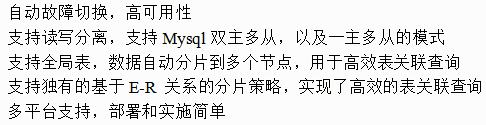 自动故障切换，高可用性
支持读写分离，支持 Mysql 双主多从，以及一主多从的模式
支持全局表，数据自动分片到多个节点，用于高效表关联查询
支持独有的基于 E-R 关系的分片策略，实现了高效的表关联查询
多平台支持，部署和实施简单